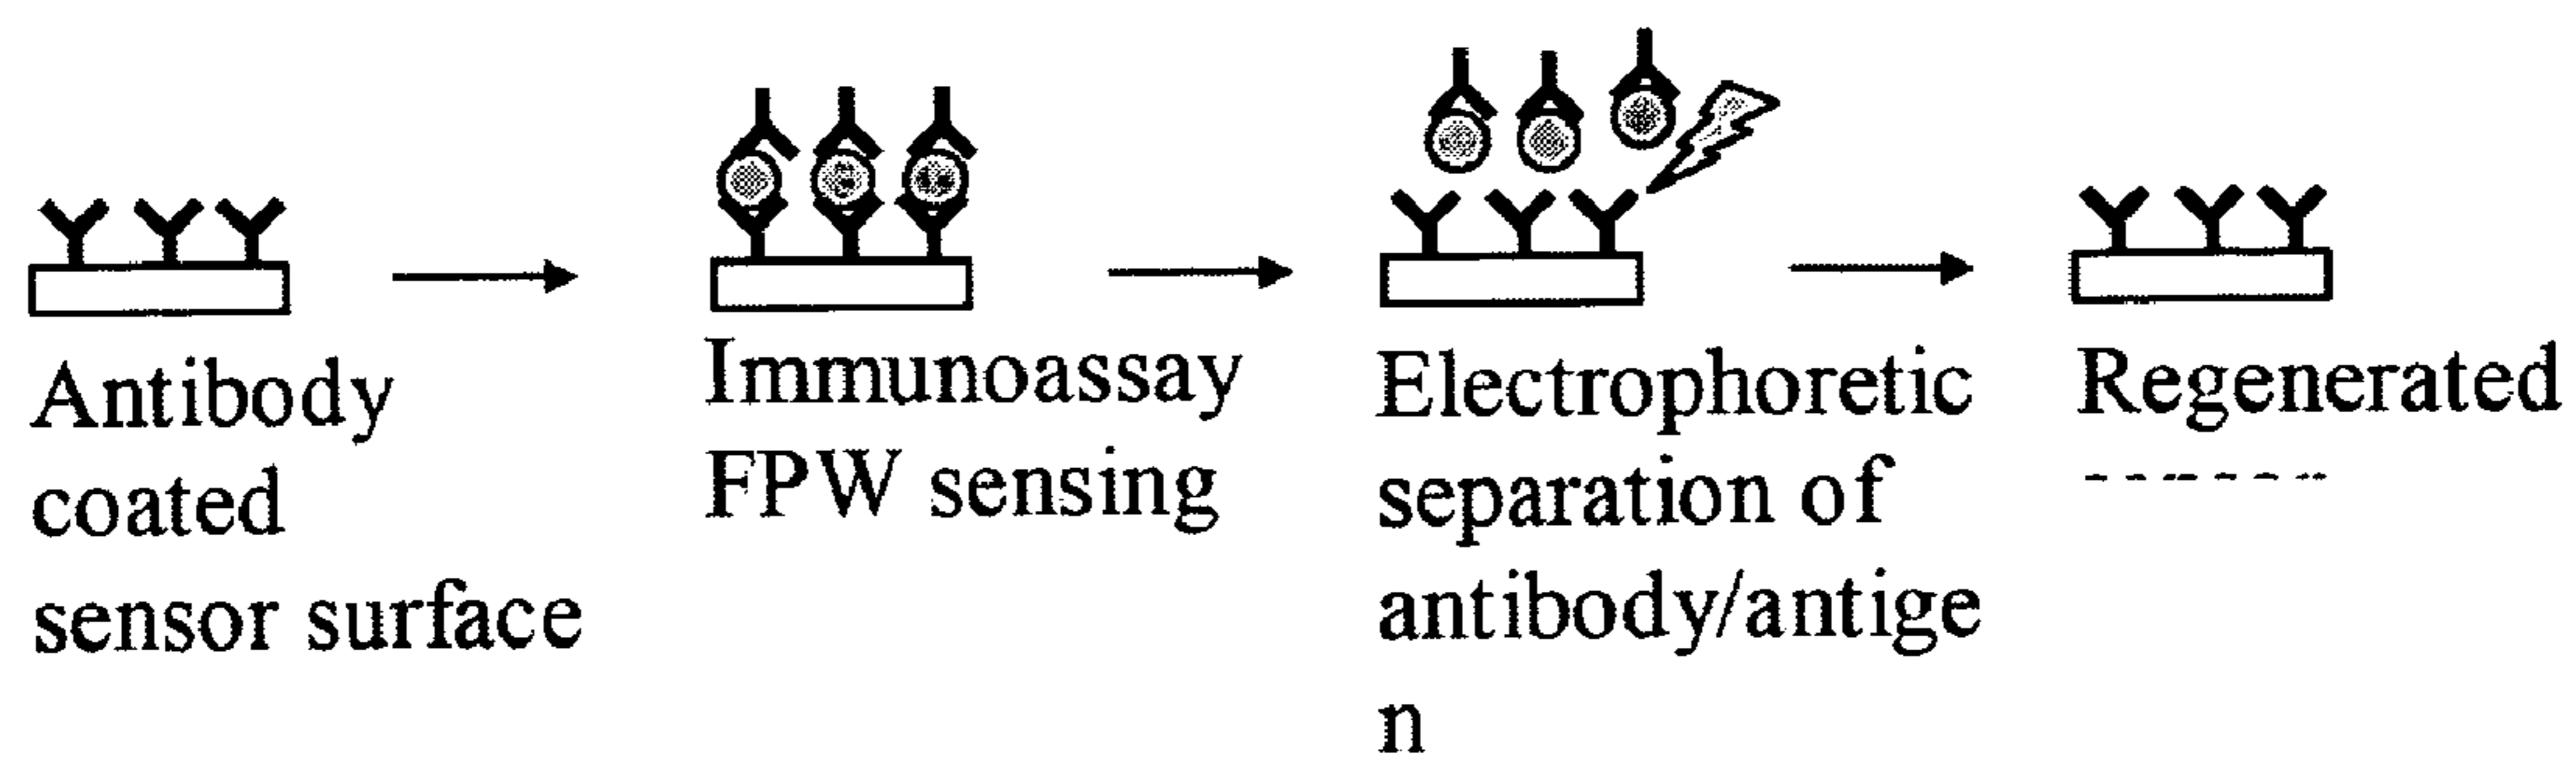 Antibody
coated
sensor surface
Immunoassay
FPW sensing
Electrophoretic
separation of
antibody/antige
n
Regenerated